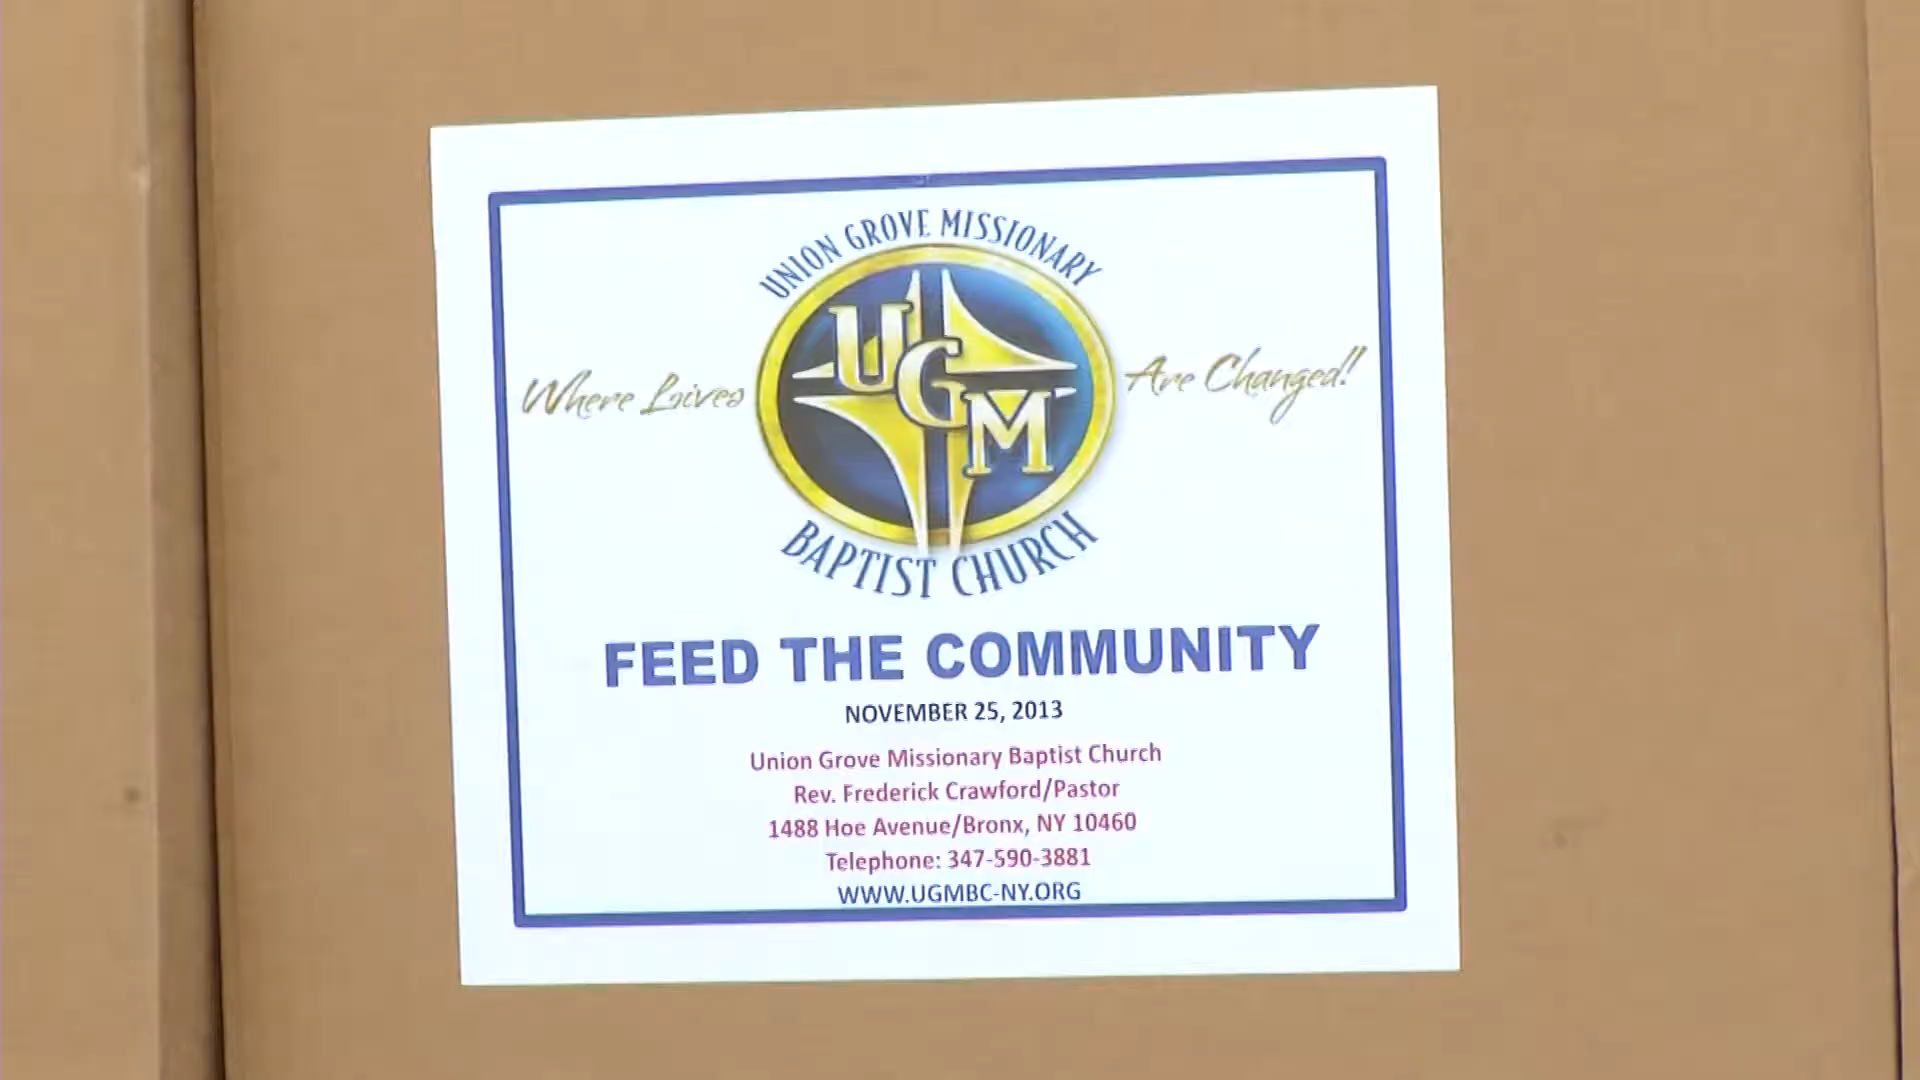 UNION GROVE MISSIONARY
Where Lives
UGM
Are Changed!!
BAPTIST CHURCH
FEED THE COMMUNITY
NOVEMBER 25, 2013
Union Grove Missionary Baptist Church
Rev. Frederick Crawford/Pastor
1488 Hoe Avenue/Bronx, NY 10460
Telephone: 347-590-3881
WWW.UGMBC-NY.ORG